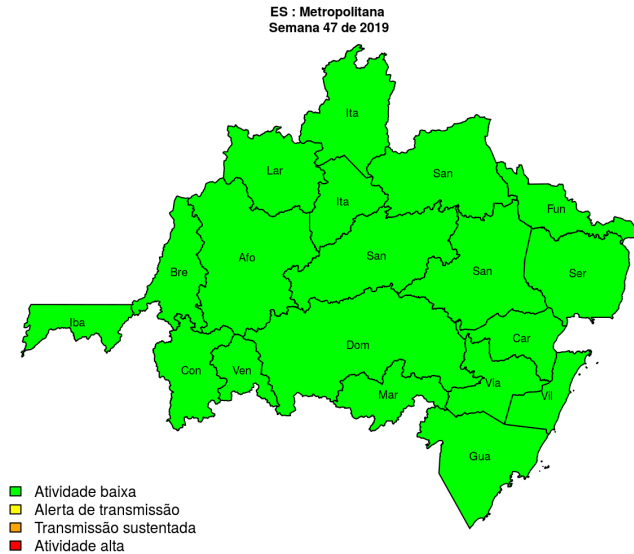 ES : Metropolitana
Semana 47 de 2019
Ita
Lar
San
Ita
Fun
San
Afo
Bre
San
Ser
Iba
Dom
Car
Con
Ven
Via
Mar
Vil
Gua
Atividade baixa
Alerta de transmissão
Transmissão sustentada
Atividade alta